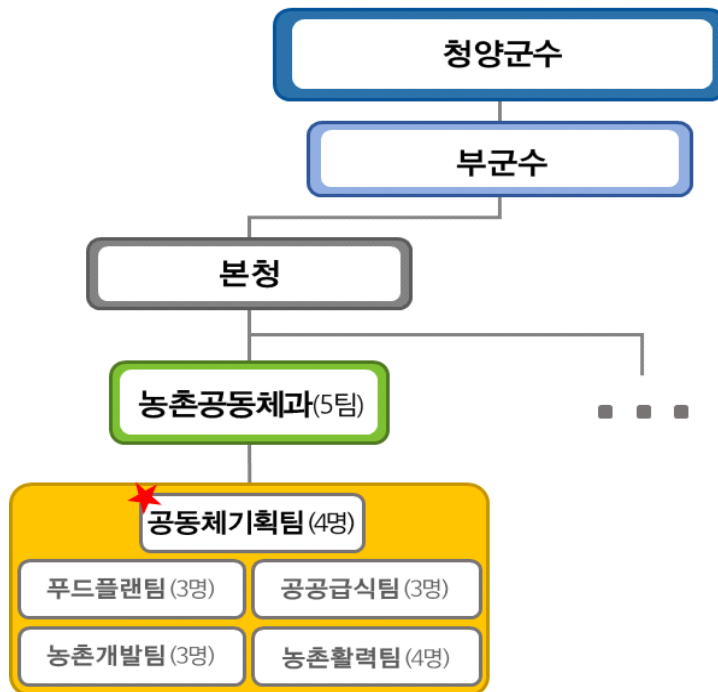 청양군수
부군수
본청
농촌공동체과(5팀)
공동체기획팀(4명)
푸드플랜팀(3명)
공공급식팀(3명)
농촌개발팀(3명)
농촌활력팀(4명)